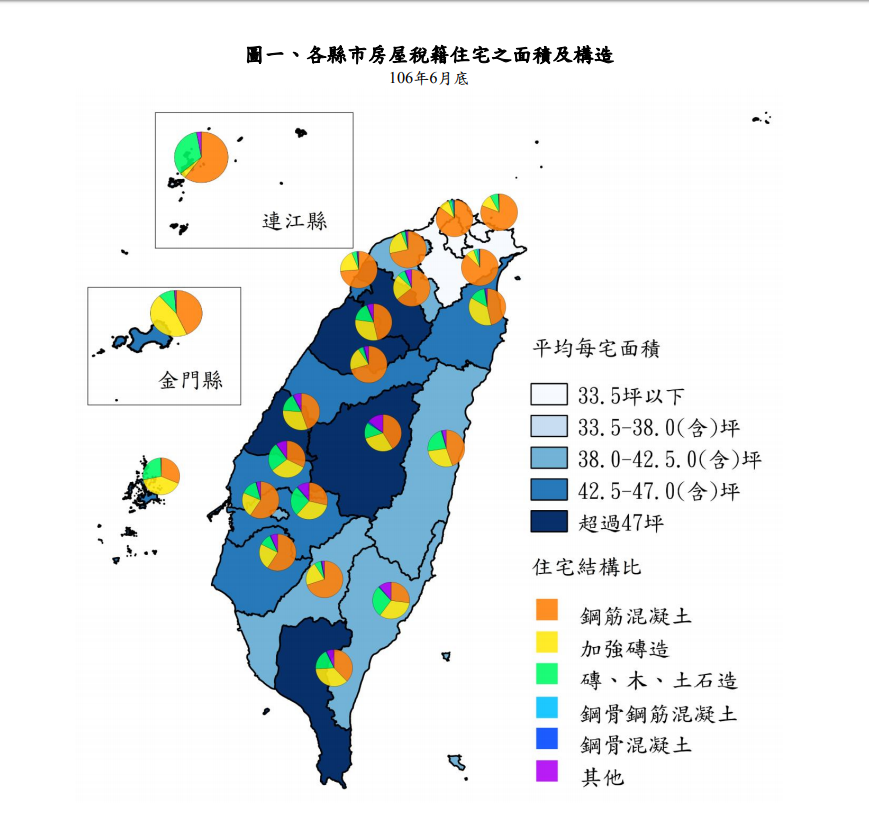 圖一、各縣市房屋稅籍住宅之面積及構造
106年6月底
連江縣
金門縣
平均每宅面積
33.5坪以下
33.5-38.0(含)坪
38.0-42.5.0(含)坪
42.5-47.0(含)坪
超過47坪
住宅結構比
鋼筋混凝土
加強磚造
磚、木、土石造
鋼骨鋼筋混凝土
鋼骨混凝土
其他